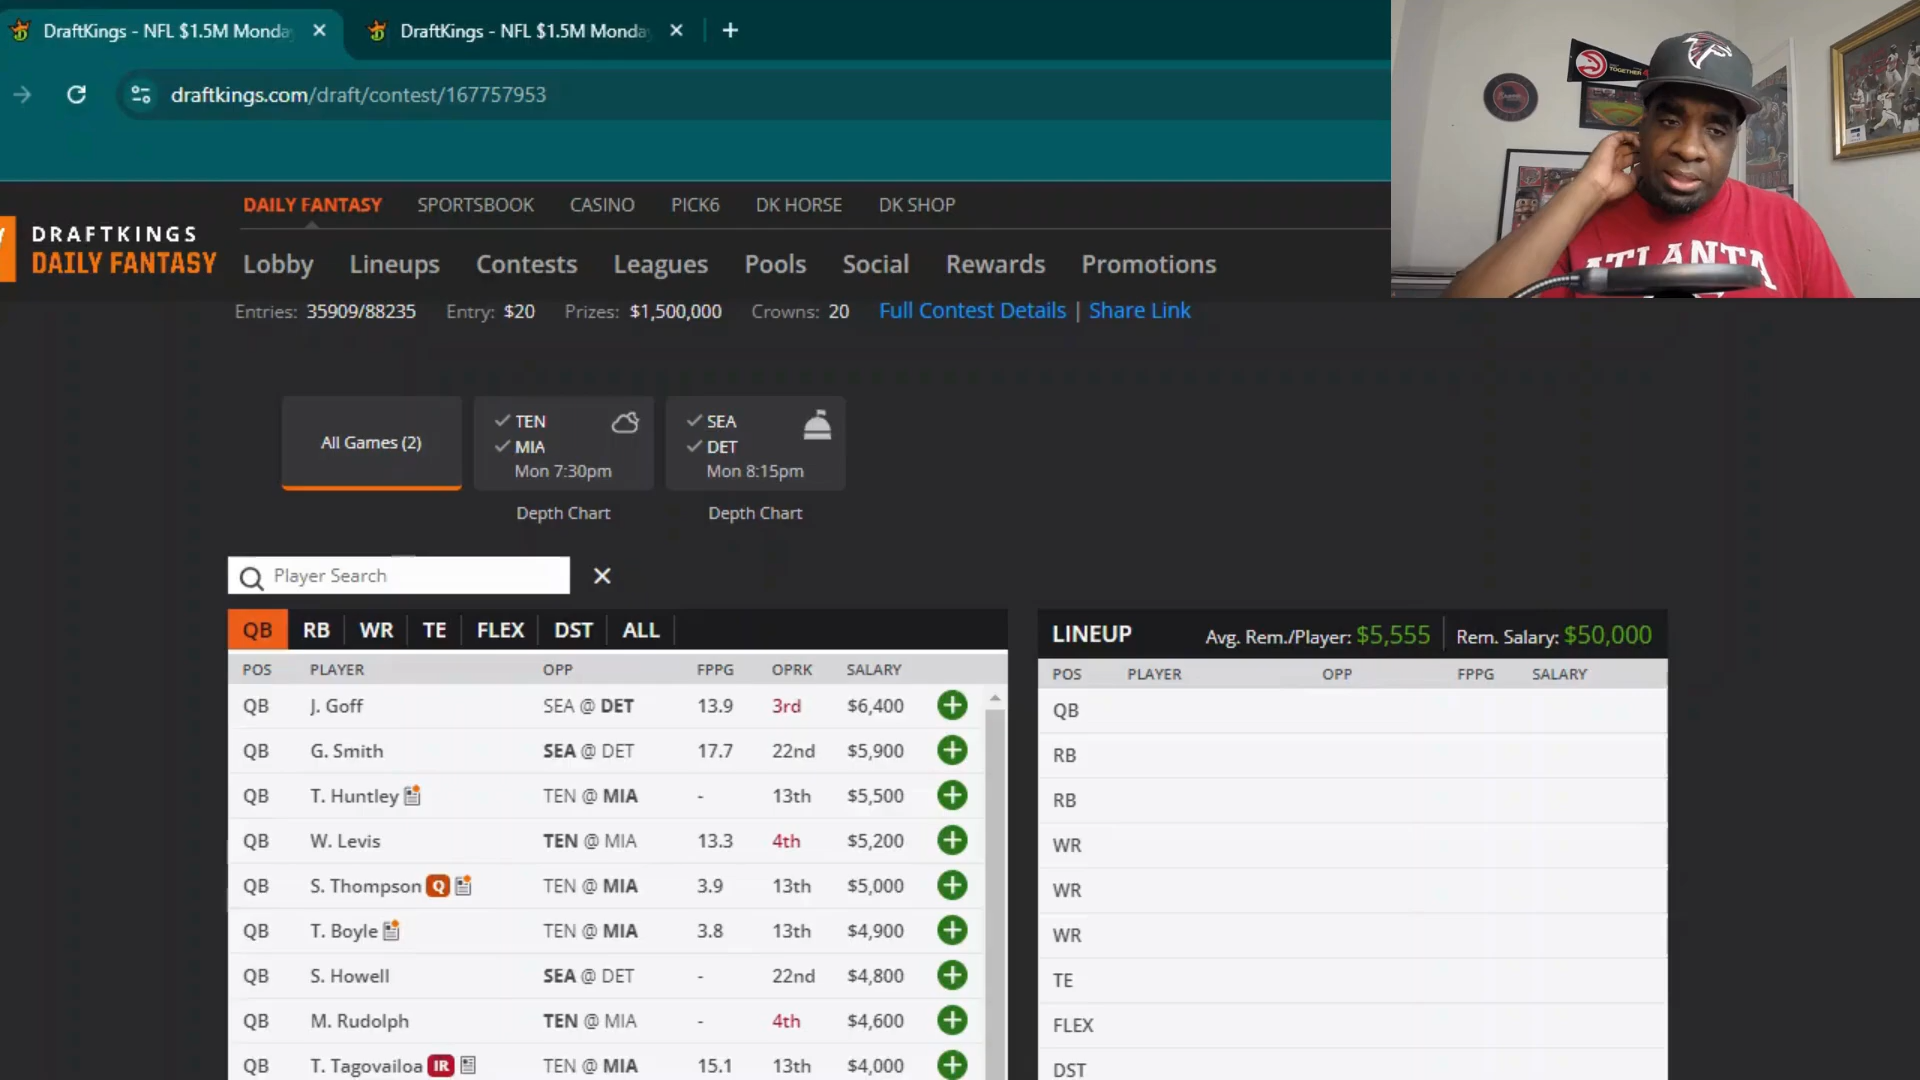 DraftKings - NFL $1.5M Monda
DraftKings - NFL $1.5M Monda
draftkings.com/draft/contest/167757953
DAILY FANTASY SPORTSBOOK CASINO PICK6 DK HORSE DK SHOP
DRAFTKINGS
DAILY FANTASY
Lobby Lineups Contests Leagues Pools Social Rewards Promotions
Entries: 35909/88235 Entry: $20 Prizes: $1,500,000 Crowns: 20 Full Contest Details | Share Link
All Games (2)
TEN
MIA
Mon 7:30pm
Depth Chart
SEA
DET
Mon 8:15pm
Depth Chart
Player Search
QB RB WR TE FLEX DST ALL
POS PLAYER OPP FPPG OPRK SALARY
QB J. Goff SEA @ DET 13.9 3rd $6,400
QB G. Smith SEA @ DET 17.7 22nd $5,900
QB T. Huntley TEN @ MIA - 13th $5,500
QB W. Levis TEN @ MIA 13.3 4th $5,200
QB S. Thompson Q TEN @ MIA 3.9 13th $5,000
QB T. Boyle TEN @ MIA 3.8 13th $4,900
QB S. Howell SEA @ DET - 22nd $4,800
QB M. Rudolph TEN @ MIA - 4th $4,600
QB T. Tagovailoa IR TEN @ MIA 15.1 13th $4,000
LINEUP Avg. Rem./Player: $5,555 Rem. Salary: $50,000
POS PLAYER OPP FPPG SALARY
QB
RB
RB
WR
WR
WR
TE
FLEX
DST
TOGETHER
ATLANTA